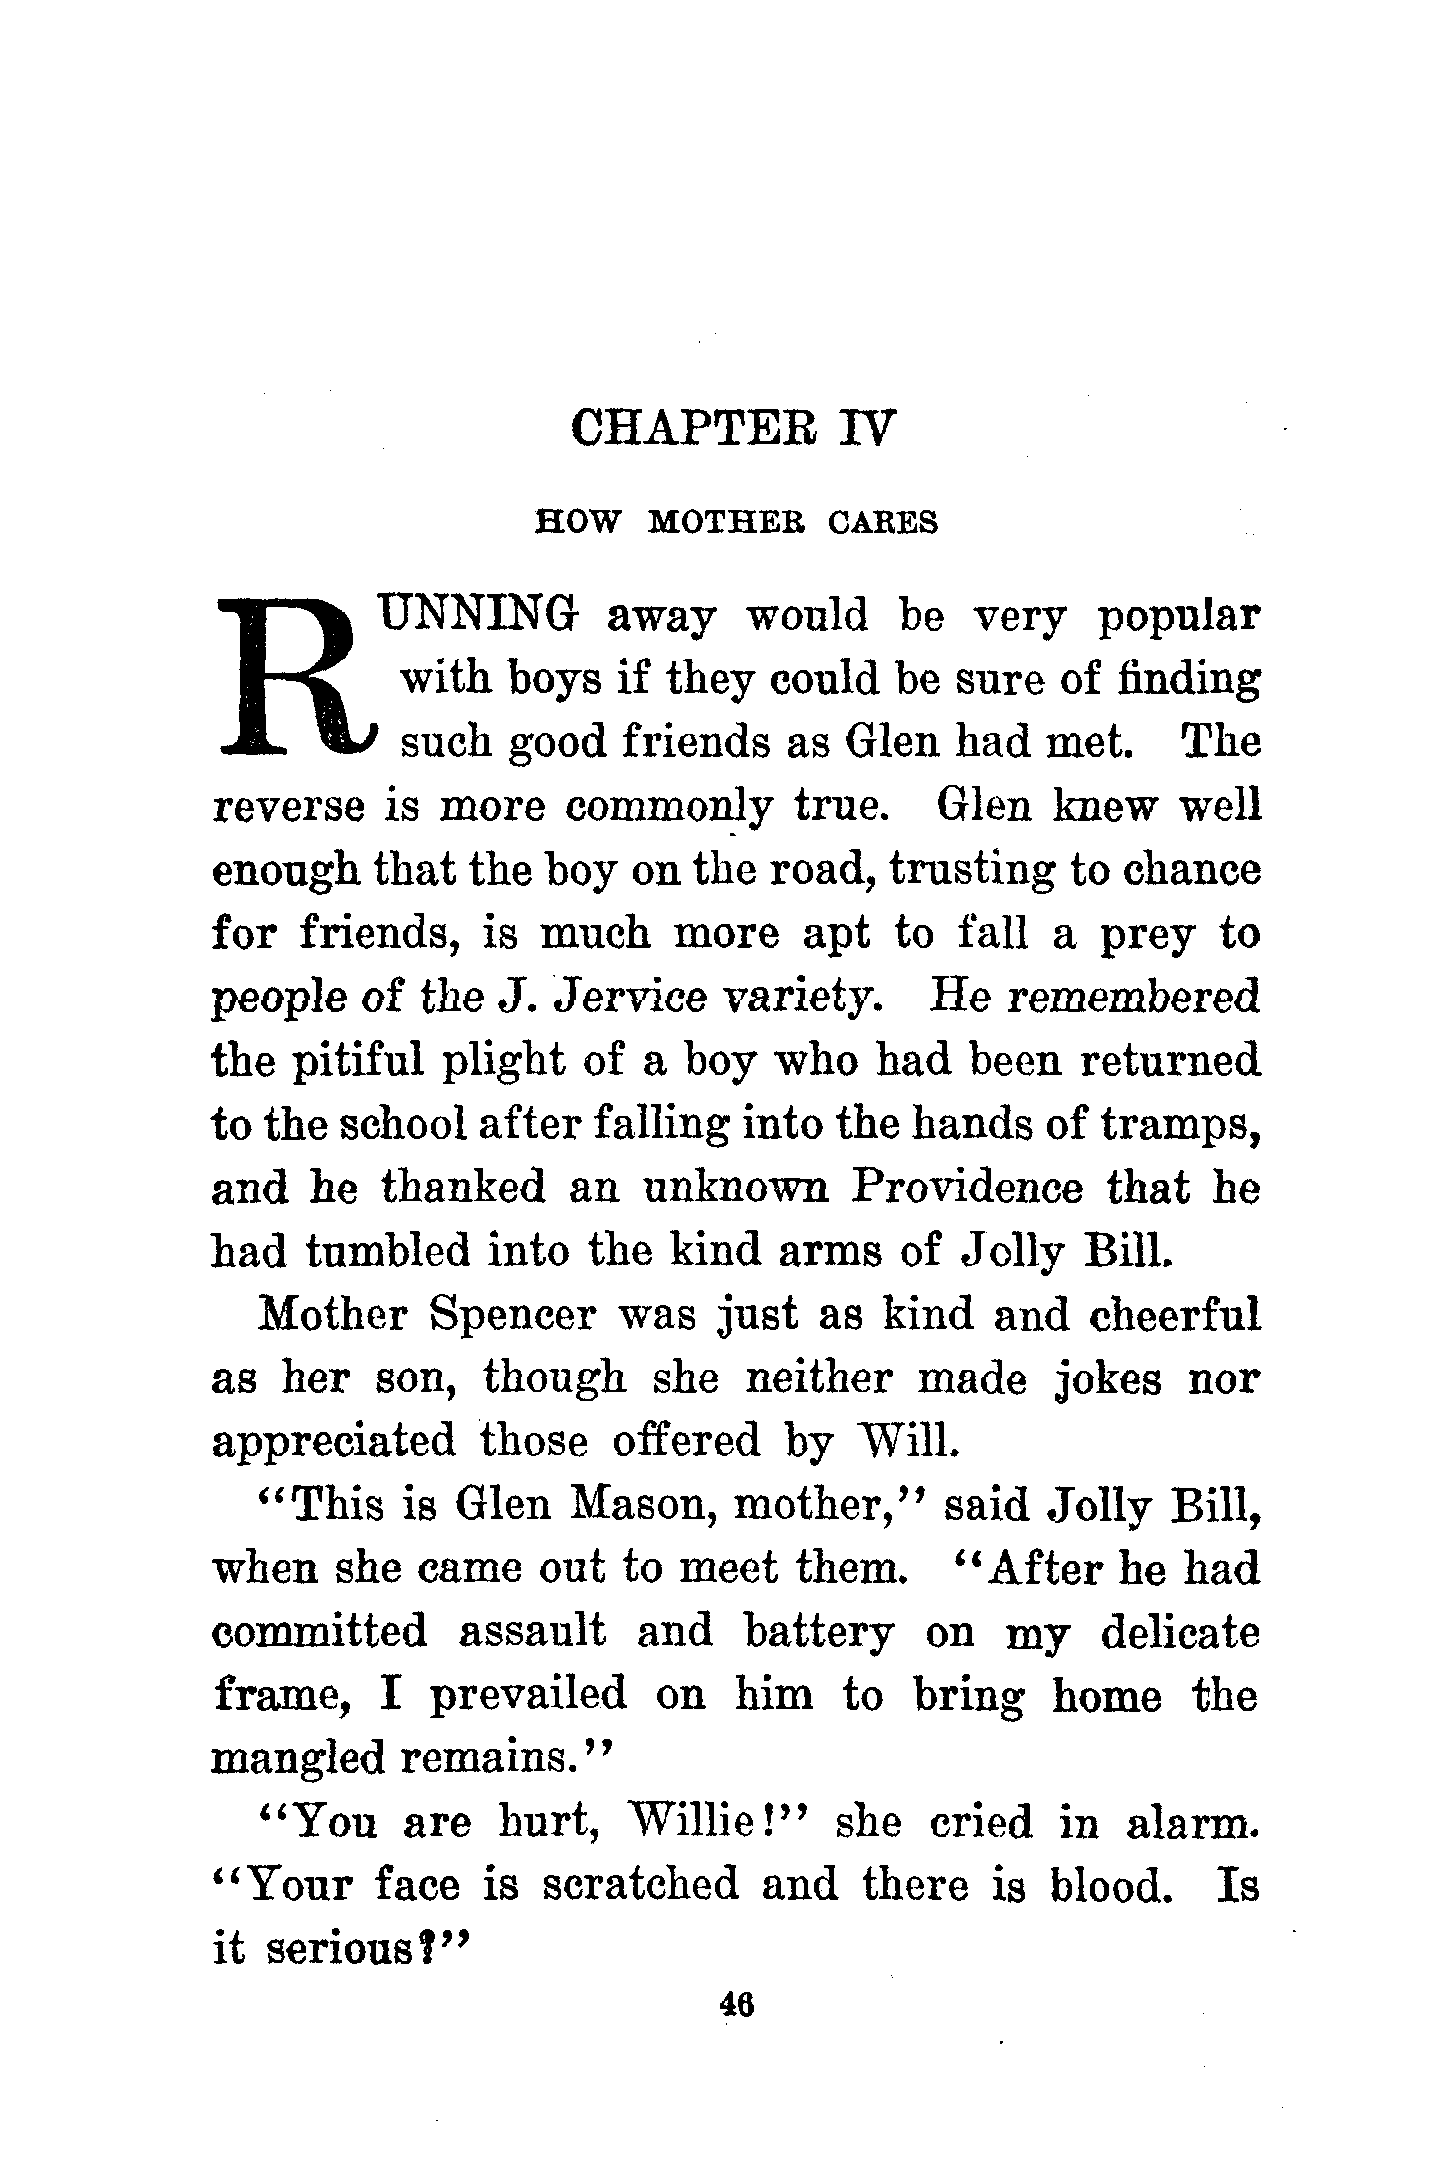 CHAPTER IV
HOW MOTHER CARES
RUNNING away would be very popular
with boys if they could be sure of finding
such good friends as Glen had met. The
reverse is more commonly true. Glen knew well
enough that the boy on the road, trusting to chance
for friends, is much more apt to fall a prey to
people of the J. Jervice variety. He remembered
the pitiful plight of a boy who had been returned
to the school after falling into the hands of tramps,
and he thanked an unknown Providence that he
had tumbled into the kind arms of Jolly Bill.
Mother Spencer was just as kind and cheerful
as her son, though she neither made jokes nor
appreciated those offered by Will.
"This is Glen Mason, mother," said Jolly Bill,
when she came out to meet them. "After he had
committed assault and battery on my delicate
frame, I prevailed on him to bring home the
mangled remains."
"You are hurt, Willie!" she cried in alarm.
"Your face is scratched and there is blood. Is
it serious?"
46